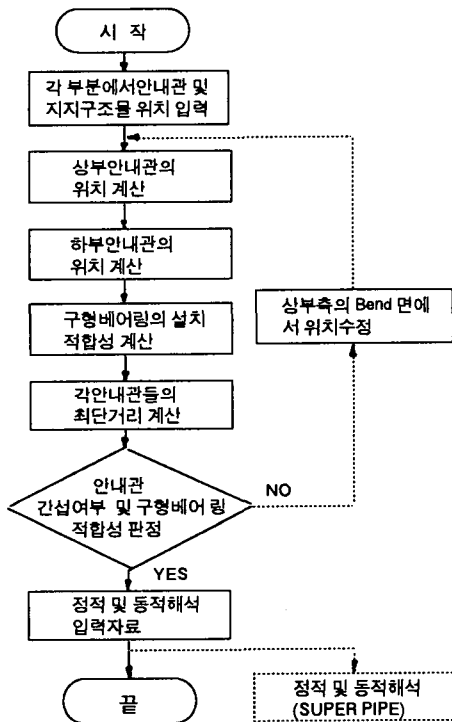 시 작
각 부분에서안내관 및
지지구조물 위치 입력
상부안내관의
위치 계산
하부안내관의
위치 계산
구형베어링의 설치
적합성 계산
각안내관들의
최단거리 계산
안내관
간섭여부 및 구형베어 링
적합성 판정
NO
상부측의 Bend 면에
서 위치수정
YES
정적 및 동적해석
입력자료
끝
정적 및 동적해석
(SUPER PIPE)